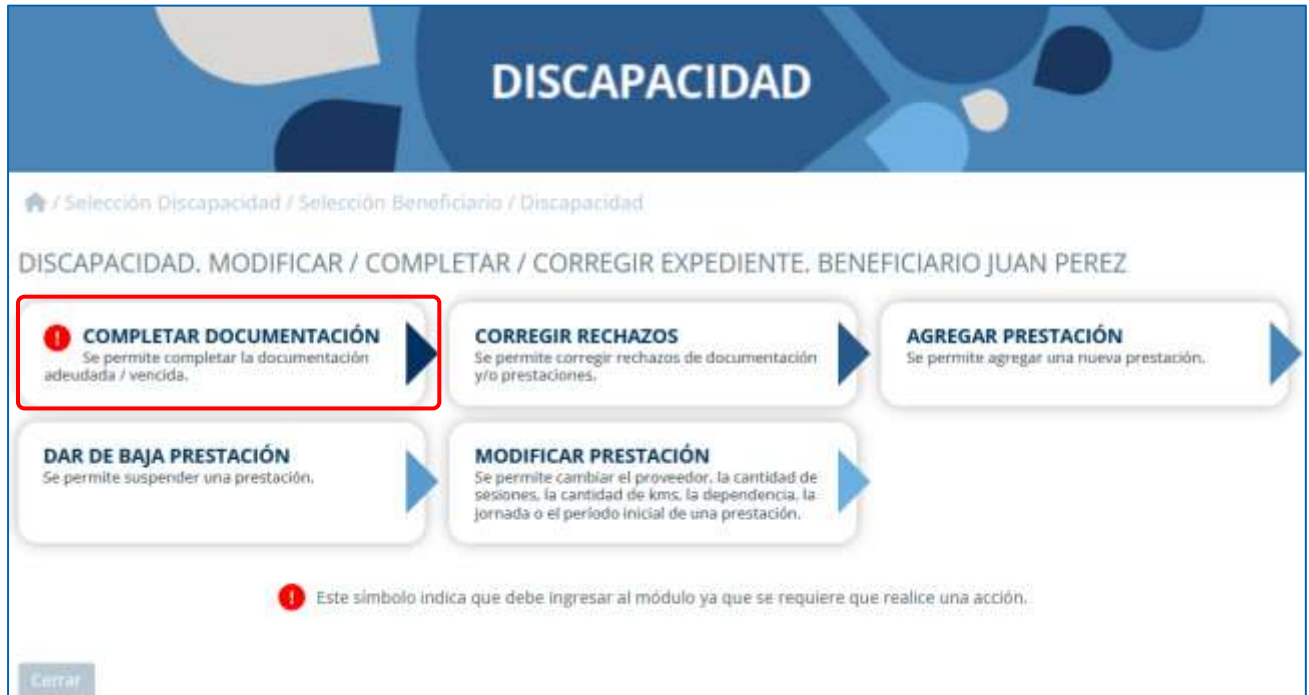 DISCAPACIDAD
/ Selección Discapacidad / Selección Beneficiario / Discapacidad
DISCAPACIDAD. MODIFICAR / COMPLETAR / CORREGIR EXPEDIENTE. BENEFICIARIO JUAN PEREZ
! COMPLETAR DOCUMENTACIÓN
Se permite completar la documentación
adeudada / vencida.
CORREGIR RECHAZOS
Se permite corregir rechazos de documentación
y/o prestaciones.
AGREGAR PRESTACIÓN
Se permite agregar una nueva prestación.
DAR DE BAJA PRESTACIÓN
Se permite suspender una prestación.
MODIFICAR PRESTACIÓN
Se permite cambiar el proveedor, la cantidad de
sesiones, la cantidad de kms, la dependencia, la
jornada o el período inicial de una prestación.
! Este símbolo indica que debe ingresar al módulo ya que se requiere que realice una acción.
Cerrar